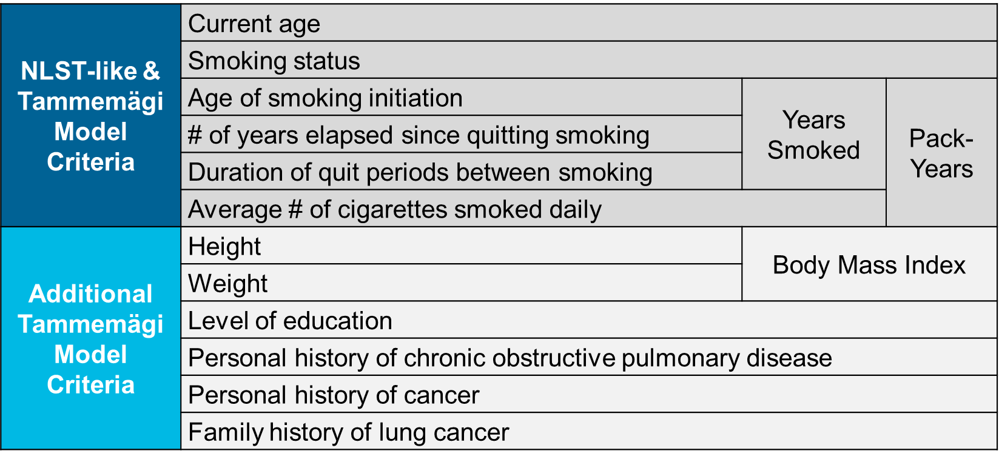 NLST-like &
Tammemägi
Model
Criteria
Current age
Smoking status
Age of smoking initiation
# of years elapsed since quitting smoking
Duration of quit periods between smoking
Average # of cigarettes smoked daily
Years
Smoked
Pack-
Years
Additional
Tammemägi
Model
Criteria
Height
Weight
Body Mass Index
Level of education
Personal history of chronic obstructive pulmonary disease
Personal history of cancer
Family history of lung cancer